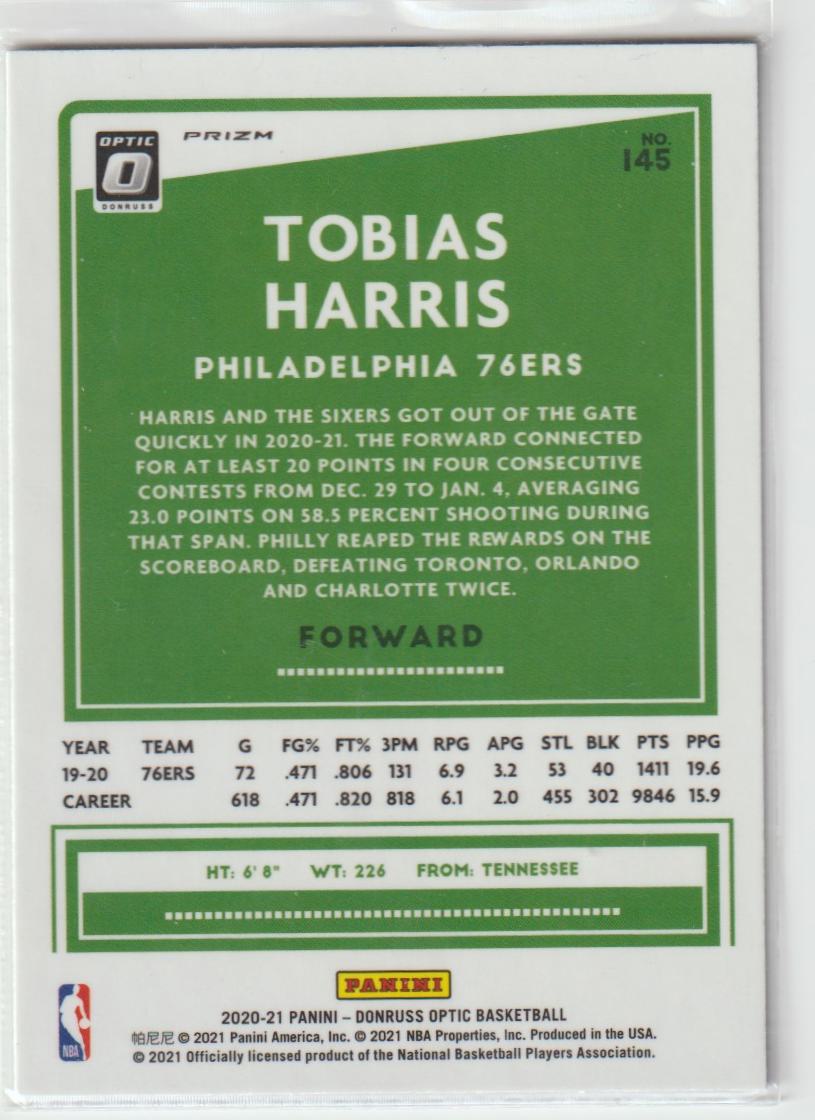 OPTIC
O
DONRUSS
PRIZM
NO.
145
TOBIAS
HARRIS
PHILADELPHIA 76ERS
HARRIS AND THE SIXERS GOT OUT OF THE GATE
QUICKLY IN 2020-21. THE FORWARD CONNECTED
FOR AT LEAST 20 POINTS IN FOUR CONSECUTIVE
CONTESTS FROM DEC. 29 TO JAN. 4, AVERAGING
23.0 POINTS ON 58.5 PERCENT SHOOTING DURING
THAT SPAN. PHILLY REAPED THE REWARDS ON THE
SCOREBOARD, DEFEATING TORONTO, ORLANDO
AND CHARLOTTE TWICE.
FORWARD
YEAR TEAM G FG% FT% 3PM RPG APG STL BLK PTS PPG
19-20 76ERS 72 .471 .806 131 6.9 3.2 53 40 1411 19.6
CAREER 618 .471 .820 818 6.1 2.0 455 302 9846 15.9
HT: 6' 8" WT: 226 FROM: TENNESSEE
PANINI
2020-21 PANINI – DONRUSS OPTIC BASKETBALL
帕尼尼 © 2021 Panini America, Inc. © 2021 NBA Properties, Inc. Produced in the USA.
© 2021 Officially licensed product of the National Basketball Players Association.
NBA